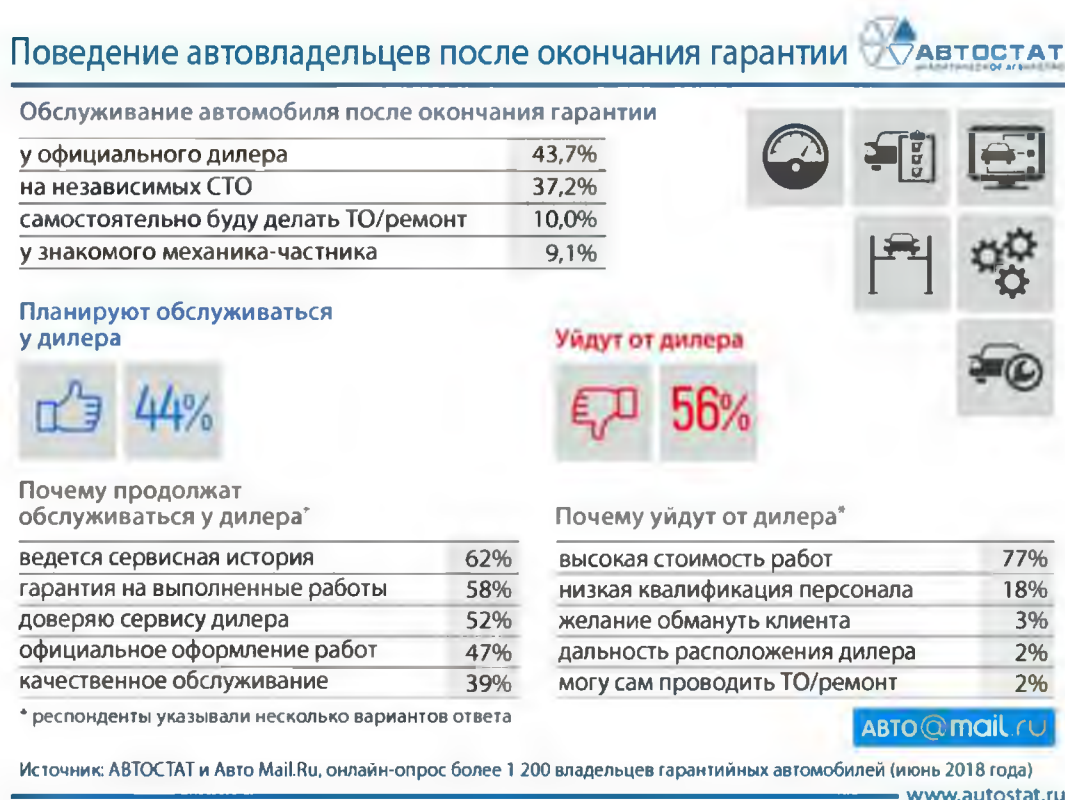 Поведение автовладельцев после окончания гарантии
АВТОСТАТ
Обслуживание автомобиля после окончания гарантии
у официального дилера 43,7%
на независимых СТО 37,2%
самостоятельно буду делать ТО/ремонт 10,0%
у знакомого механика-частника 9,1%
Планируют обслуживаться
у дилера
44%
Уйдут от дилера
56%
Почему продолжат
обслуживаться у дилера*
ведется сервисная история 62%
гарантия на выполненные работы 58%
доверяю сервису дилера 52%
официальное оформление работ 47%
качественное обслуживание 39%
* респонденты указывали несколько вариантов ответа
Почему уйдут от дилера*
высокая стоимость работ 77%
низкая квалификация персонала 18%
желание обмануть клиента 3%
дальность расположения дилера 2%
могу сам проводить ТО/ремонт 2%
АВТО@mail.ru
Источник: АВТОСТАТ и Авто Mail.Ru, онлайн-опрос более 1 200 владельцев гарантийных автомобилей (июнь 2018 года)
www.autostat.ru